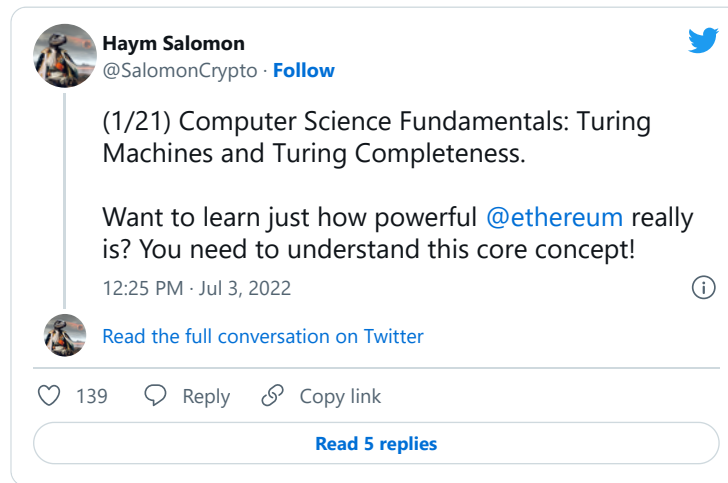 Haym Salomon
@SalomonCrypto · Follow
(1/21) Computer Science Fundamentals: Turing
Machines and Turing Completeness.
Want to learn just how powerful @ethereum really
is? You need to understand this core concept!
12:25 PM · Jul 3, 2022
Read the full conversation on Twitter
139 Reply Copy link
Read 5 replies